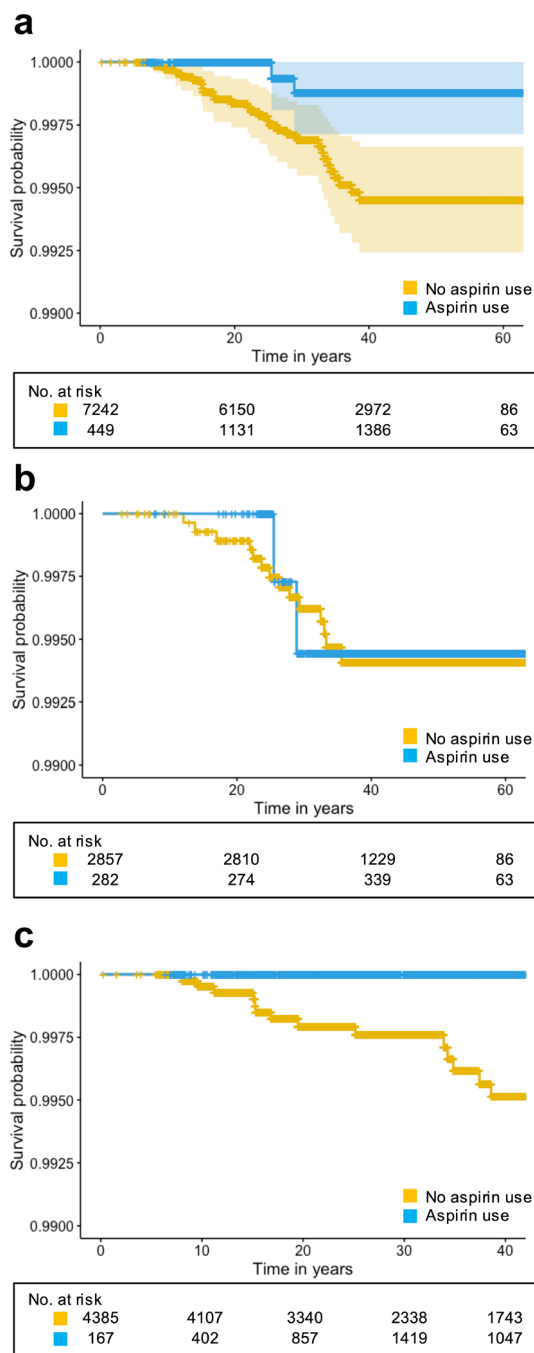 a
1.0000
0.9975
0.9950
0.9925
0.9900
Survival probability
No aspirin use
Aspirin use
0 20 40 60
Time in years
No. at risk
7242 6150 2972 86
449 1131 1386 63
b
1.0000
0.9975
0.9950
0.9925
0.9900
Survival probability
No aspirin use
Aspirin use
0 20 40 60
Time in years
No. at risk
2857 2810 1229 86
282 274 339 63
c
1.0000
0.9975
0.9950
0.9925
0.9900
Survival probability
No aspirin use
Aspirin use
0 10 20 30 40
Time in years
No. at risk
4385 4107 3340 2338 1743
167 402 857 1419 1047